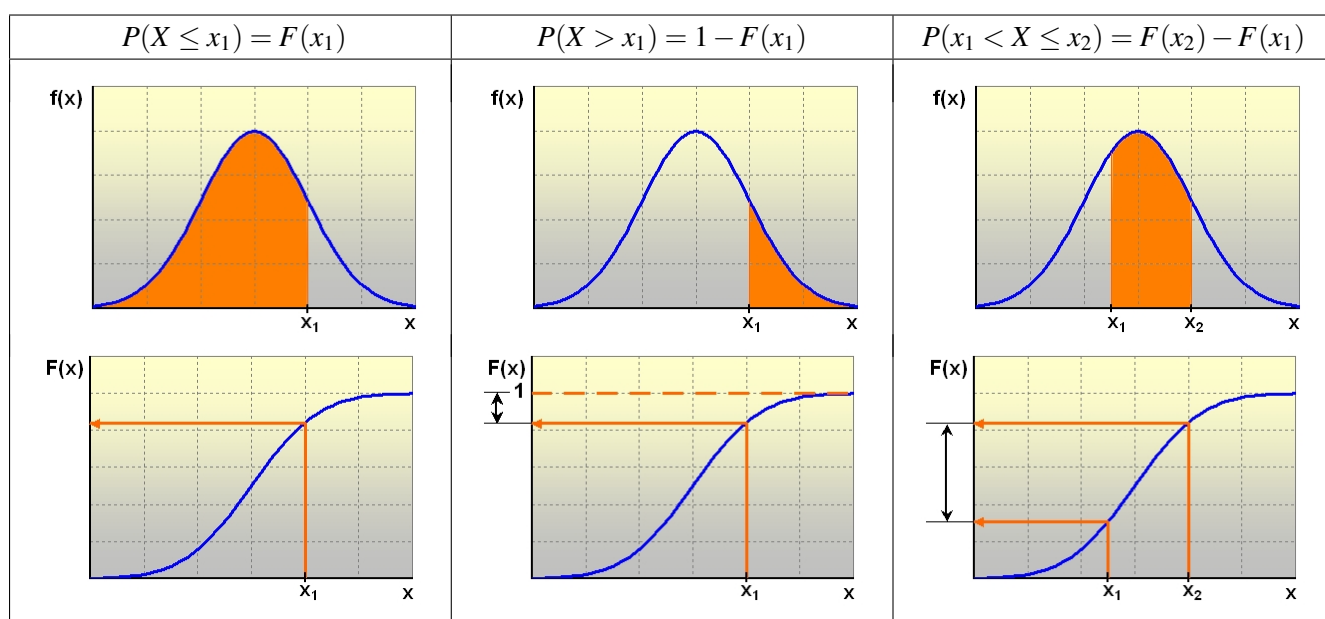 P(X ≤ x₁) = F(x₁)
P(X > x₁) = 1 − F(x₁)
P(x₁ < X ≤ x₂) = F(x₂) − F(x₁)
f(x)
x₁
x
f(x)
x₁
x
f(x)
x₁
x₂
x
F(x)
x₁
x
F(x)
1
x₁
x
F(x)
x₁
x₂
x